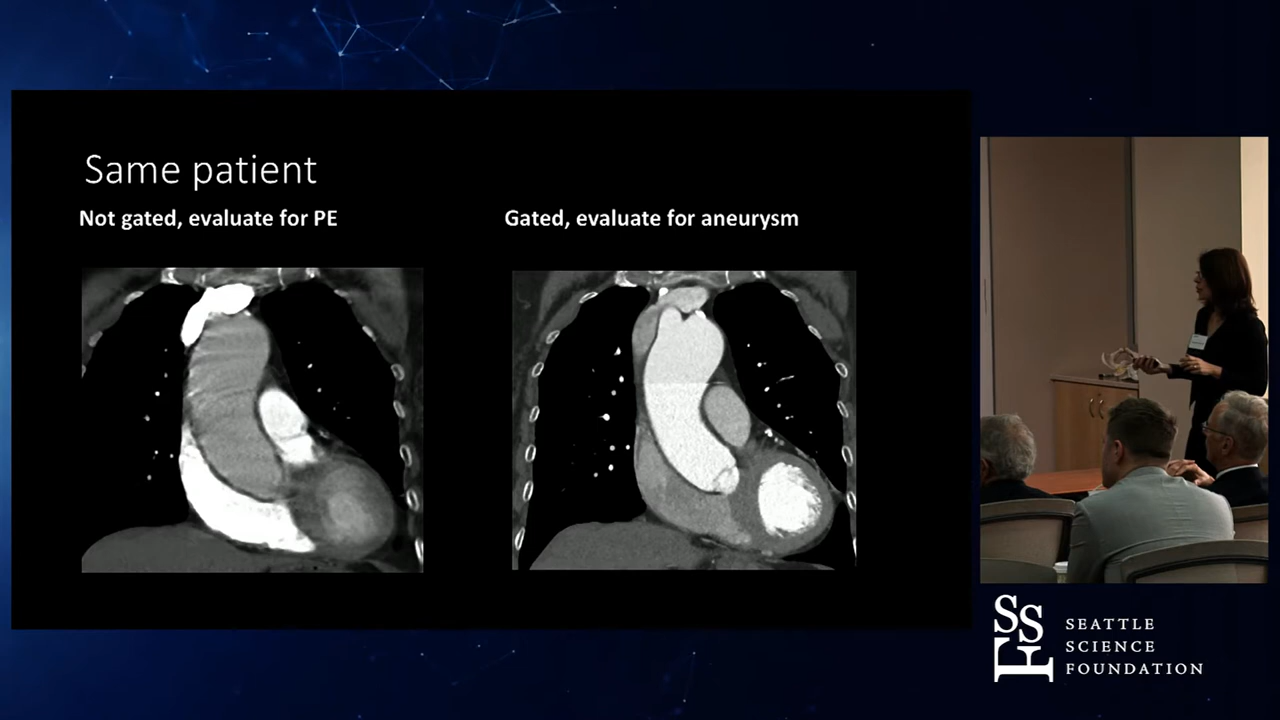 Same patient
Not gated, evaluate for PE
Gated, evaluate for aneurysm
SSF
SEATTLE
SCIENCE
FOUNDATION